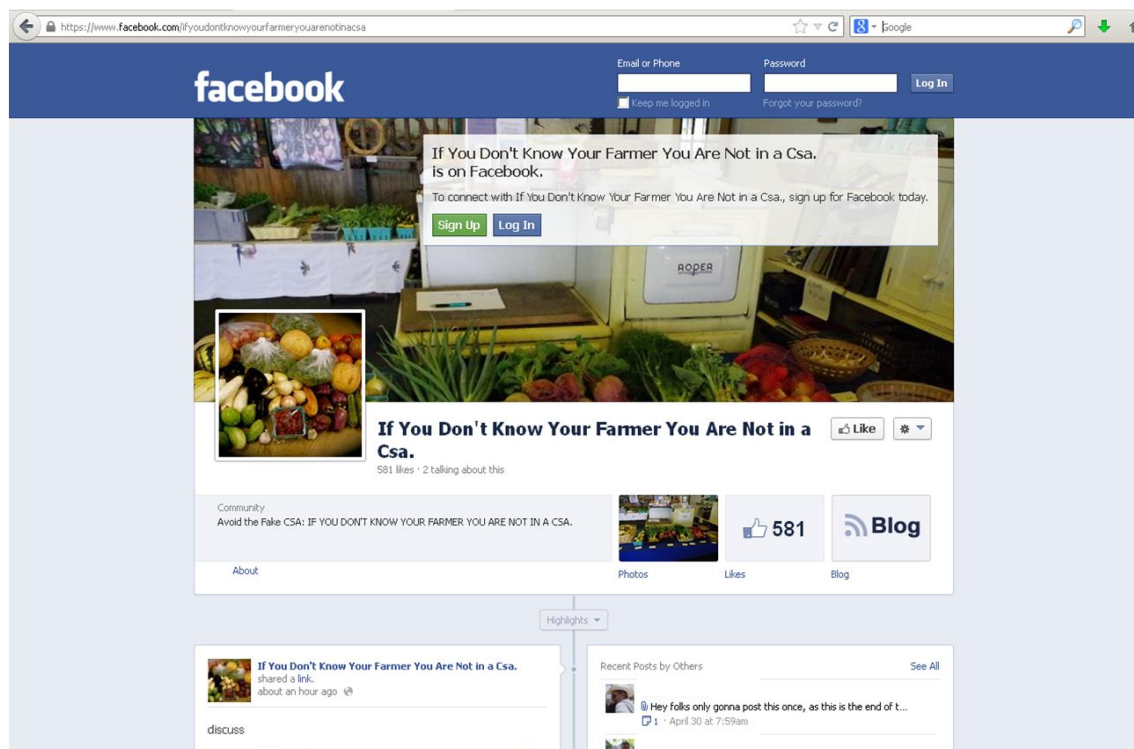 https://www.facebook.com/ifyoudontknowyourfarmeryouarenotinacsa
Google
facebook
Email or Phone
Password
Log In
Keep me logged in
Forgot your password?
If You Don't Know Your Farmer You Are Not in a Csa.
is on Facebook.
To connect with If You Don't Know Your Farmer You Are Not in a Csa., sign up for Facebook today.
Sign Up
Log In
ROPER
If You Don't Know Your Farmer You Are Not in a
Csa.
581 likes · 2 talking about this
Like
Community
Avoid the Fake CSA: IF YOU DON'T KNOW YOUR FARMER YOU ARE NOT IN A CSA.
About
581
Blog
Photos
Likes
Blog
Highlights
If You Don't Know Your Farmer You Are Not in a Csa.
shared a link.
about an hour ago
discuss
Recent Posts by Others
See All
Hey folks only gonna post this once, as this is the end of t...
1 · April 30 at 7:59am